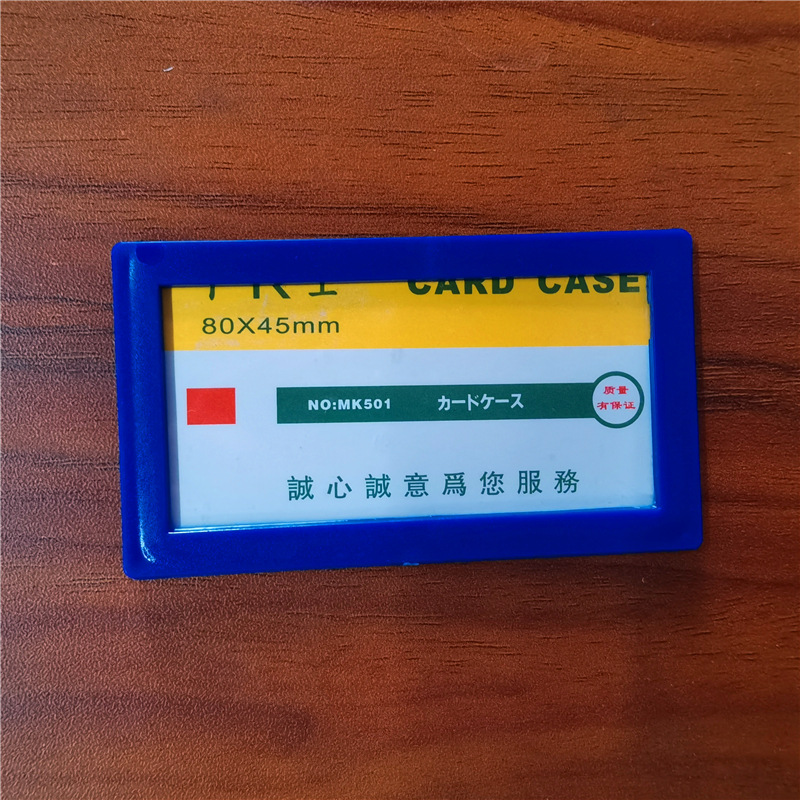 CARD CASE
80X45mm
NO:MK501 カードケース
质量
有保证
誠心誠意爲您服務